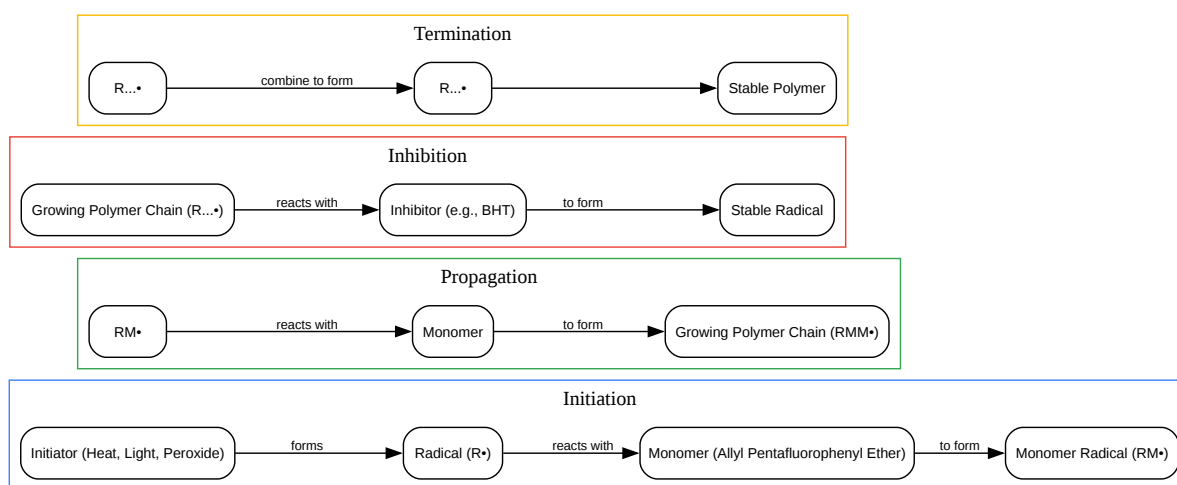 Termination
R...•
combine to form
R...•
Stable Polymer
Inhibition
Growing Polymer Chain (R...•)
reacts with
Inhibitor (e.g., BHT)
to form
Stable Radical
Propagation
RM•
reacts with
Monomer
to form
Growing Polymer Chain (RMM•)
Initiation
Initiator (Heat, Light, Peroxide)
forms
Radical (R•)
reacts with
Monomer (Allyl Pentafluorophenyl Ether)
to form
Monomer Radical (RM•)